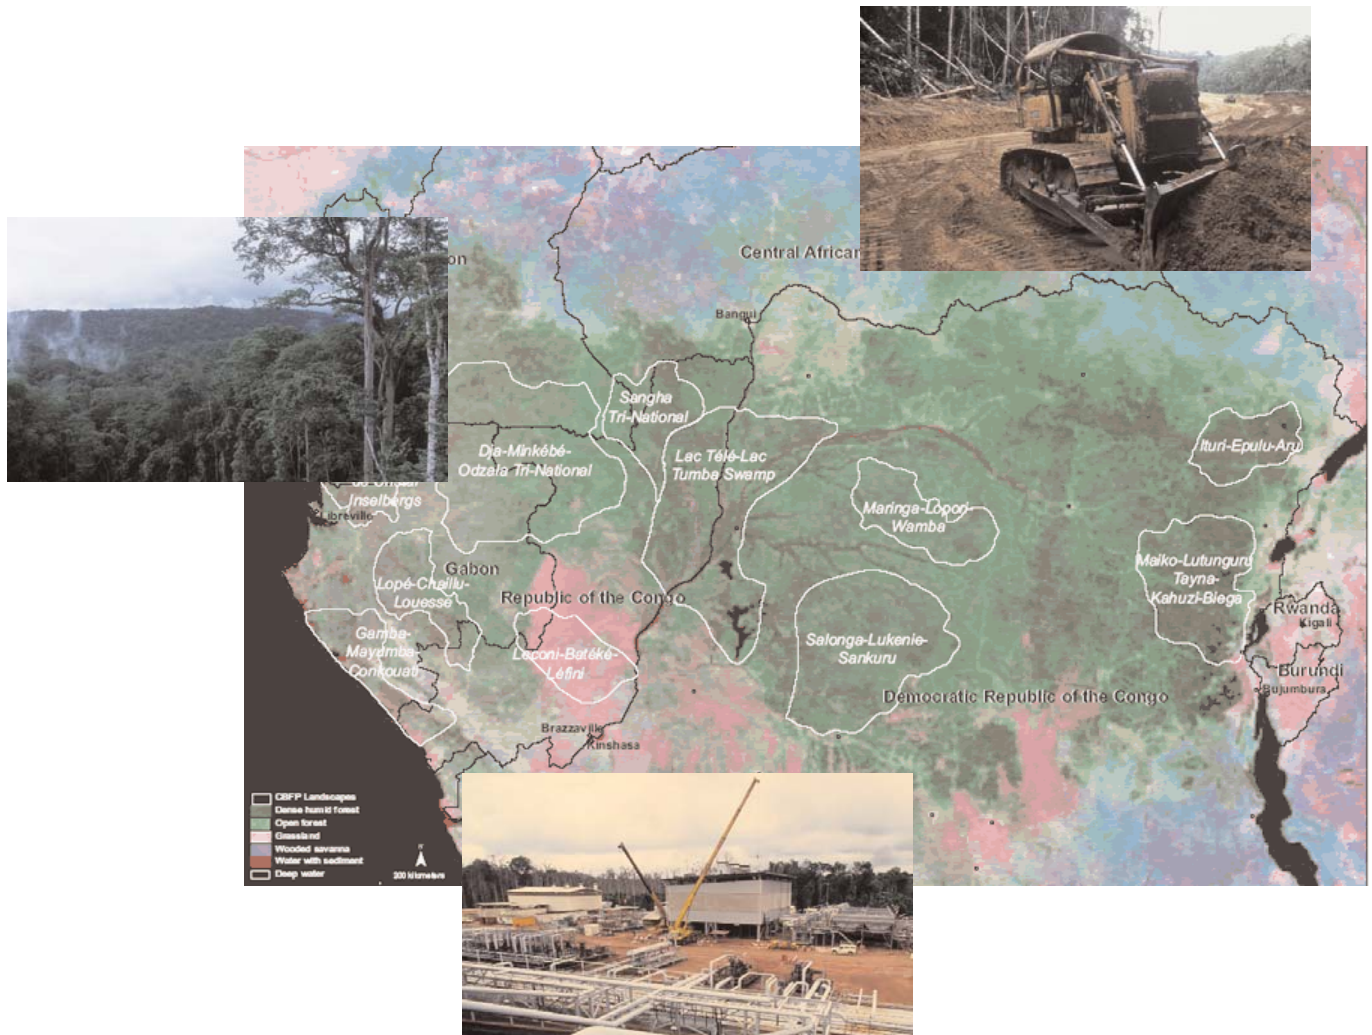 on
Central African
Bangui
Sangha
Tri-National
Dja-Minkébé-
Odzala Tri-National
Lac Télé-Lac
Tumba Swamp
Ituri-Epulu-Aru
Inselbergs
Libreville
Maringa-Lopori-
Wamba
Gabon
Lopé-Chaillu-
Louessé
Republic of the Congo
Maiko-Lutunguru
Tayna-
Kahuzi-Biega
Rwanda
Kigali
Gamba-
Mayumba-
Conkouati
Leconi-Batéké-
Léfini
Salonga-Lukenie-
Sankuru
Burundi
Bujumbura
Democratic Republic of the Congo
Brazzaville
Kinshasa
CBFP Landscapes
Dense humid forest
Open forest
Grassland
Wooded savanna
Water with sediment
Deep water
N
200 kilometers